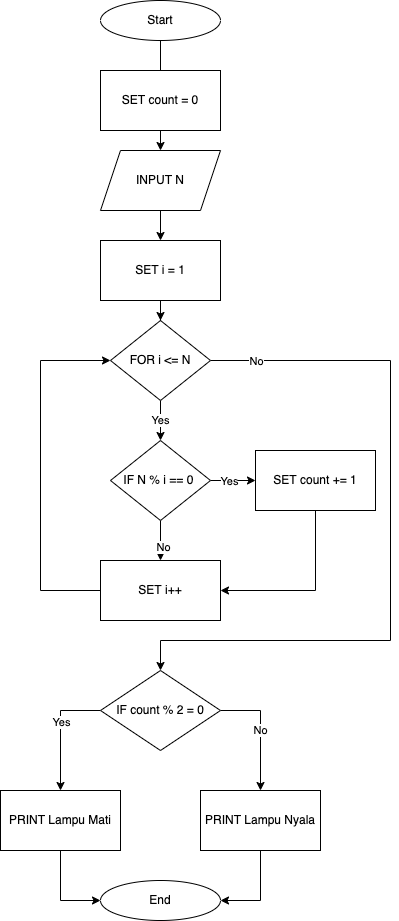 Start
SET count = 0
INPUT N
SET i = 1
FOR i <= N
No
Yes
IF N % i == 0
Yes
SET count += 1
No
SET i++
IF count % 2 = 0
Yes
No
PRINT Lampu Mati
PRINT Lampu Nyala
End